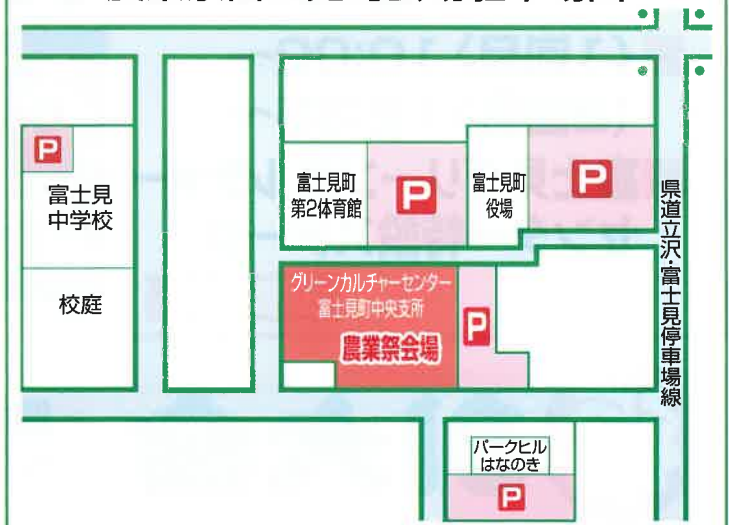 P
富士見
中学校
校庭
富士見町
第2体育館
P
富士見町
役場
P
県道立沢・富士見停車場線
グリーンカルチャーセンター
富士見町中央支所
農業祭会場
P
パークヒル
はなのき
P